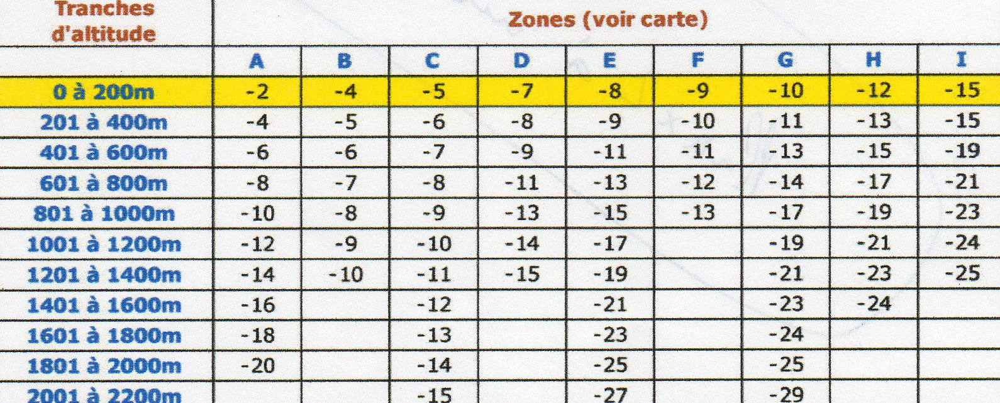 Tranches
d'altitude
Zones (voir carte)
A B C D E F G H I
0 à 200m -2 -4 -5 -7 -8 -9 -10 -12 -15
201 à 400m -4 -5 -6 -8 -9 -10 -11 -13 -15
401 à 600m -6 -6 -7 -9 -11 -11 -13 -15 -19
601 à 800m -8 -7 -8 -11 -13 -12 -14 -17 -21
801 à 1000m -10 -8 -9 -13 -15 -13 -17 -19 -23
1001 à 1200m -12 -9 -10 -14 -17 -19 -21 -24
1201 à 1400m -14 -10 -11 -15 -19 -21 -23 -25
1401 à 1600m -16 -12 -21 -23 -24
1601 à 1800m -18 -13 -23 -24
1801 à 2000m -20 -14 -25 -25
2001 à 2200m -15 -27 -29